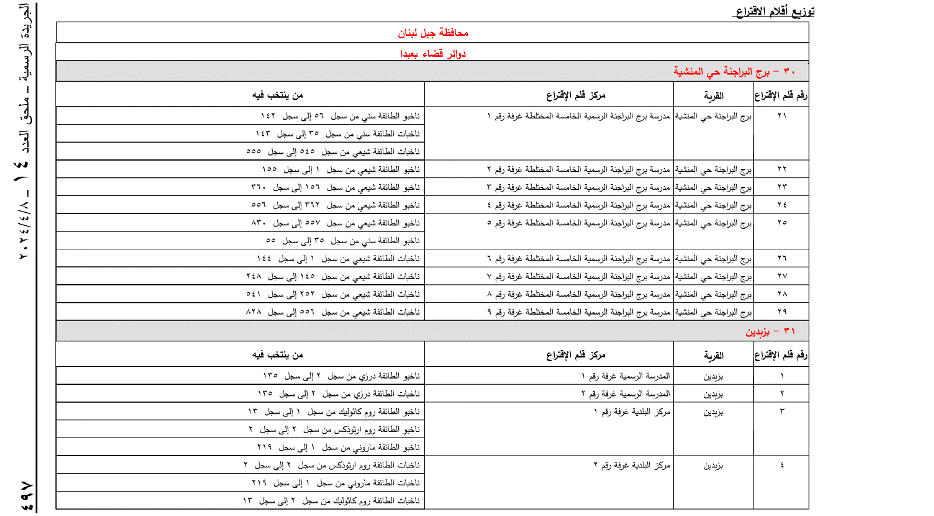 توزيع أقلام الاقتراع
محافظة جبل لبنان
دوائر قضاء بعبدا
٣٠ - برج البراجنة حي المنشية
رقم قلم الإقتراع القرية مركز قلم الإقتراع من ينتخب فيه
٢١ برج البراجنة حي المنشية مدرسة برج البراجنة الرسمية الخامسة المختلطة غرفة رقم ١ ناخبو الطائفة سني من سجل ٥٦ إلى سجل ١٤٢
ناخبات الطائفة سني من سجل ٣٥ إلى سجل ١٤٣
ناخبات الطائفة شيعي من سجل ٥٤٥ إلى سجل ٥٥٥
٢٢ برج البراجنة حي المنشية مدرسة برج البراجنة الرسمية الخامسة المختلطة غرفة رقم ٢ ناخبو الطائفة شيعي من سجل ١ إلى سجل ١٥٥
٢٣ برج البراجنة حي المنشية مدرسة برج البراجنة الرسمية الخامسة المختلطة غرفة رقم ٣ ناخبو الطائفة شيعي من سجل ١٥٦ إلى سجل ٣٦٠
٢٤ برج البراجنة حي المنشية مدرسة برج البراجنة الرسمية الخامسة المختلطة غرفة رقم ٤ ناخبو الطائفة شيعي من سجل ٣٦٢ إلى سجل ٥٥٦
٢٥ برج البراجنة حي المنشية مدرسة برج البراجنة الرسمية الخامسة المختلطة غرفة رقم ٥ ناخبو الطائفة شيعي من سجل ٥٥٧ إلى سجل ٨٣٠
ناخبات الطائفة سني من سجل ٣٥ إلى سجل ٥٥
٢٦ برج البراجنة حي المنشية مدرسة برج البراجنة الرسمية الخامسة المختلطة غرفة رقم ٦ ناخبات الطائفة شيعي من سجل ١ إلى سجل ١٤٤
٢٧ برج البراجنة حي المنشية مدرسة برج البراجنة الرسمية الخامسة المختلطة غرفة رقم ٧ ناخبات الطائفة شيعي من سجل ١٤٥ إلى سجل ٢٤٨
٢٨ برج البراجنة حي المنشية مدرسة برج البراجنة الرسمية الخامسة المختلطة غرفة رقم ٨ ناخبات الطائفة شيعي من سجل ٢٥٢ إلى سجل ٥٤١
٢٩ برج البراجنة حي المنشية مدرسة برج البراجنة الرسمية الخامسة المختلطة غرفة رقم ٩ ناخبات الطائفة شيعي من سجل ٥٥٦ إلى سجل ٨٢٨
٣١ - بزبدين
رقم قلم الإقتراع القرية مركز قلم الإقتراع من ينتخب فيه
١ بزبدين المدرسة الرسمية غرفة رقم ١ ناخبو الطائفة درزي من سجل ٢ إلى سجل ١٣٥
٢ بزبدين المدرسة الرسمية غرفة رقم ٢ ناخبات الطائفة درزي من سجل ٢ إلى سجل ١٣٥
٣ بزبدين مركز البلدية غرفة رقم ١ ناخبو الطائفة روم كاثوليك من سجل ١ إلى سجل ١٣
ناخبو الطائفة روم ارثوذكس من سجل ٢ إلى سجل ٢
ناخبو الطائفة ماروني من سجل ١ إلى سجل ٢١٩
٤ بزبدين مركز البلدية غرفة رقم ٢ ناخبات الطائفة روم ارثوذكس من سجل ٢ إلى سجل ٢
ناخبات الطائفة ماروني من سجل ١ إلى سجل ٢١٩
ناخبات الطائفة روم كاثوليك من سجل ٢ إلى سجل ١٣
الجريدة الرسمية - ملحق العدد ١٤ - ٢٠٢٤/٤/٨
٤٩٧